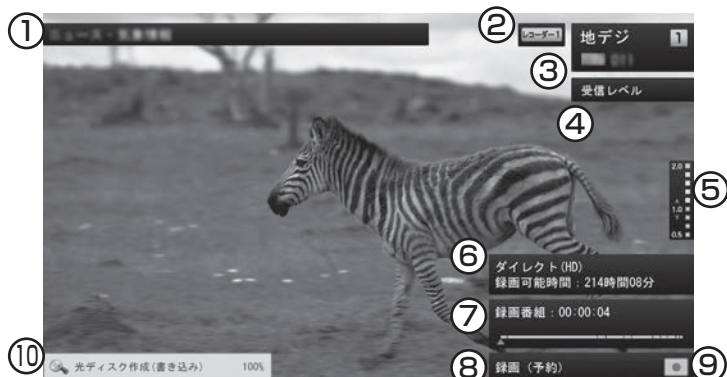 ①
ニュース・気象情報
②
レコーダー1
地デジ 1
011
③
受信レベル
④
2.0
1.0
0.5
⑤
⑥
ダイレクト(HD)
録画可能時間:214時間08分
⑦
録画番組:00:00:04
⑧
録画(予約)
⑨
⑩
光ディスク作成(書き込み) 100%